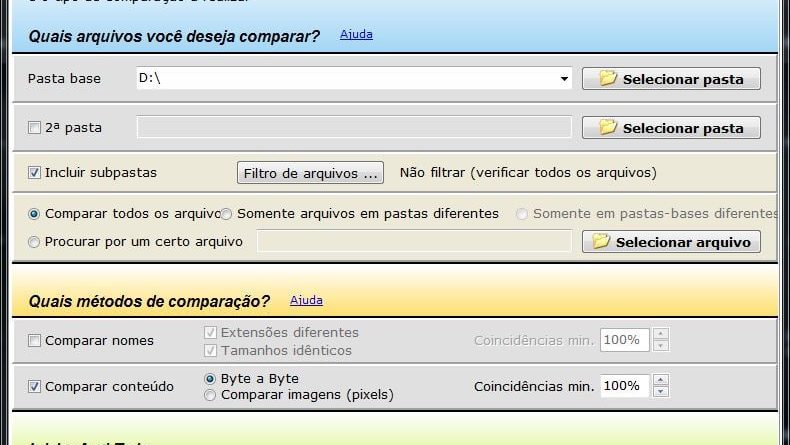 Quais arquivos você deseja comparar? Ajuda
Pasta base D:\ Selecionar pasta
2ª pasta Selecionar pasta
Incluir subpastas Filtro de arquivos ... Não filtrar (verificar todos os arquivos)
Comparar todos os arquivo Somente arquivos em pastas diferentes Somente em pastas-bases diferentes
Procurar por um certo arquivo Selecionar arquivo
Quais métodos de comparação? Ajuda
Comparar nomes Extensões diferentes Coincidências min. 100%
Tamanhos idênticos
Comparar conteúdo Byte a Byte Coincidências min. 100%
Comparar imagens (pixels)